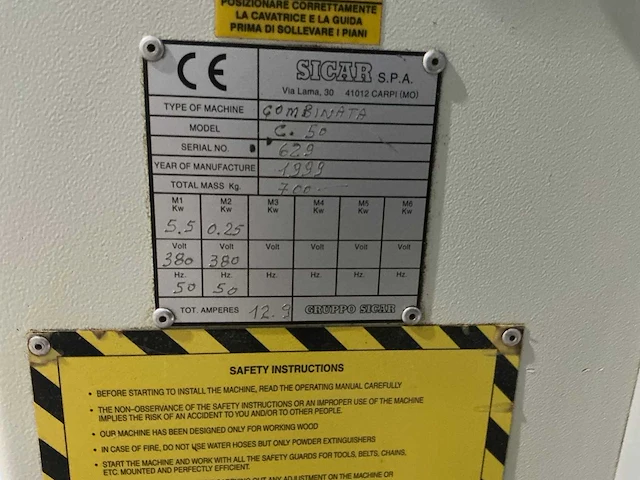 POSIZIONARE CORRETTAMENTE
LA CAVATRICE E LA GUIDA
PRIMA DI SOLLEVARE I PIANI
CE SICAR S.P.A.
Via Lama, 30 41012 CARPI (MO)
TYPE OF MACHINE COMBINATA
MODEL C. 50
SERIAL NO. 629
YEAR OF MANUFACTURE 1999
TOTAL MASS Kg. 700
M1 M2 M3 M4 M5 M6
Kw Kw Kw Kw Kw Kw
5.5 0.25
Volt Volt Volt Volt Volt Volt
380 380
Hz. Hz. Hz. Hz. Hz. Hz.
50 50
TOT. AMPERES 12.9 GRUPPO SICAR
SAFETY INSTRUCTIONS
• BEFORE STARTING TO INSTALL THE MACHINE, READ THE OPERATING MANUAL CAREFULLY
• THE NON-OBSERVANCE OF THE SAFETY INSTRUCTIONS OR AN IMPROPER USE OF THE MACHINE
IMPLIES THE RISK OF AN ACCIDENT TO YOU AND/OR TO OTHER PEOPLE.
• OUR MACHINE HAS BEEN DESIGNED ONLY FOR WORKING WOOD
• IN CASE OF FIRE, DO NOT USE WATER HOSES BUT ONLY POWDER EXTINGUISHERS
• START THE MACHINE AND WORK WITH ALL THE SAFETY GUARDS FOR TOOLS, BELTS, CHAINS,
ETC. MOUNTED AND PERFECTLY EFFICIENT.
OUT ANY ADJUSTMENT ON THE MACHINE OR